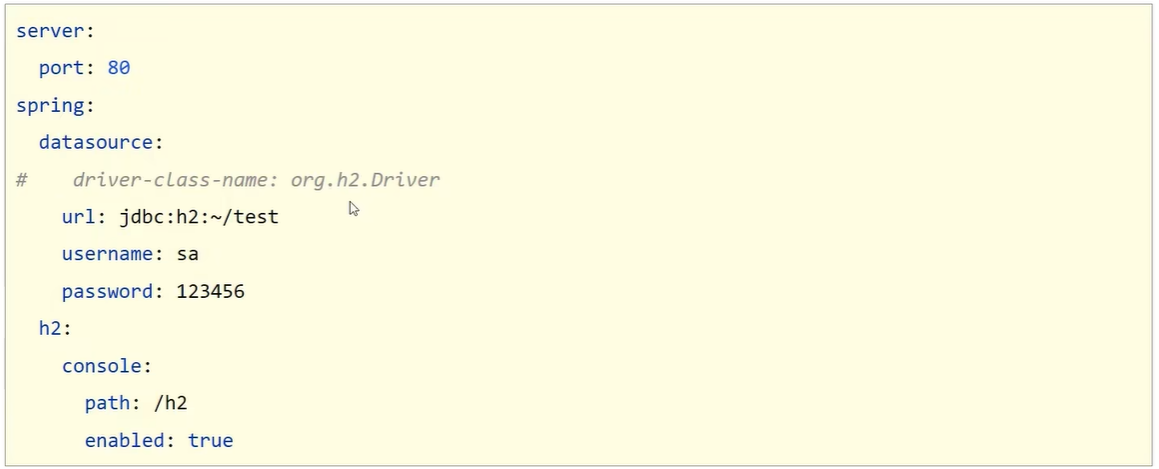 server:
  port: 80
spring:
  datasource:
#    driver-class-name: org.h2.Driver
    url: jdbc:h2:~/test
    username: sa
    password: 123456
  h2:
    console:
      path: /h2
      enabled: true